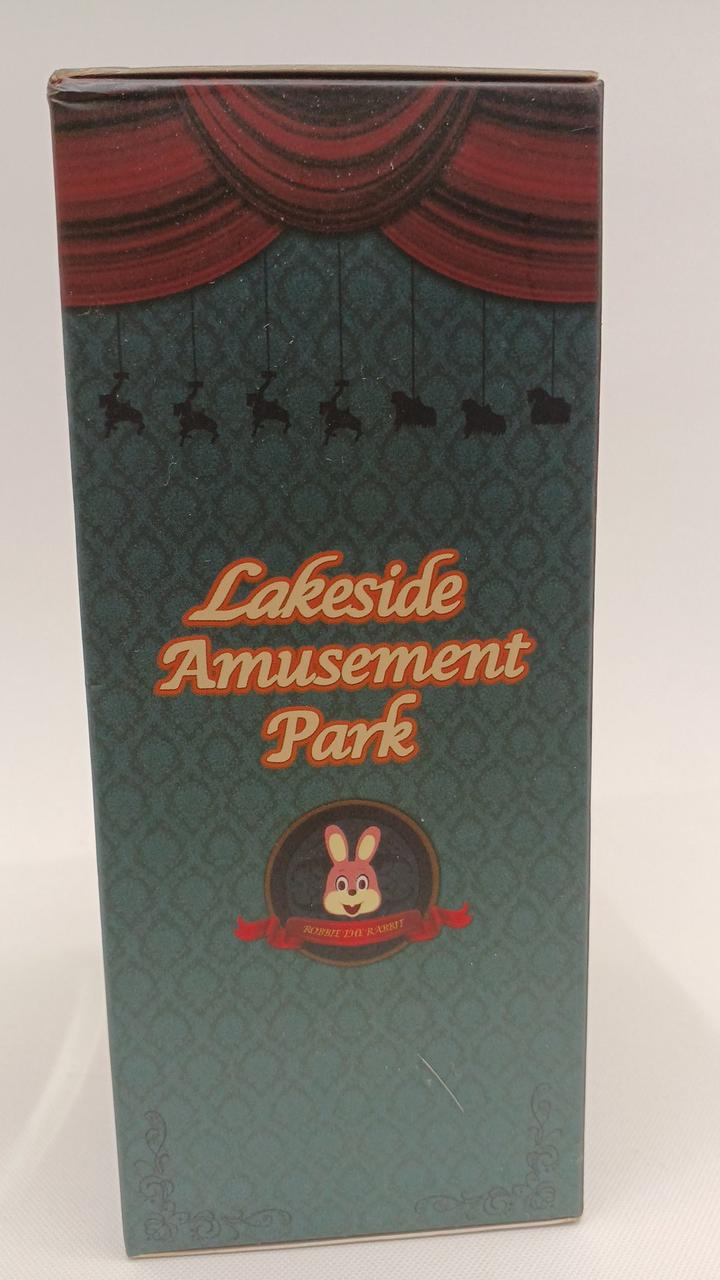 Lakeside
Amusement
Park
ROBBIE THE RABBIT